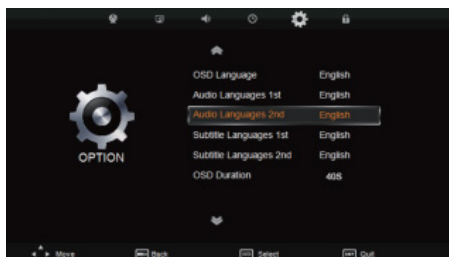 OSD Language English
Audio Languages 1st English
Audio Languages 2nd English
Subtitle Languages 1st English
OPTION
Subtitle Languages 2nd English
OSD Duration 40S
Move Back Select Quit